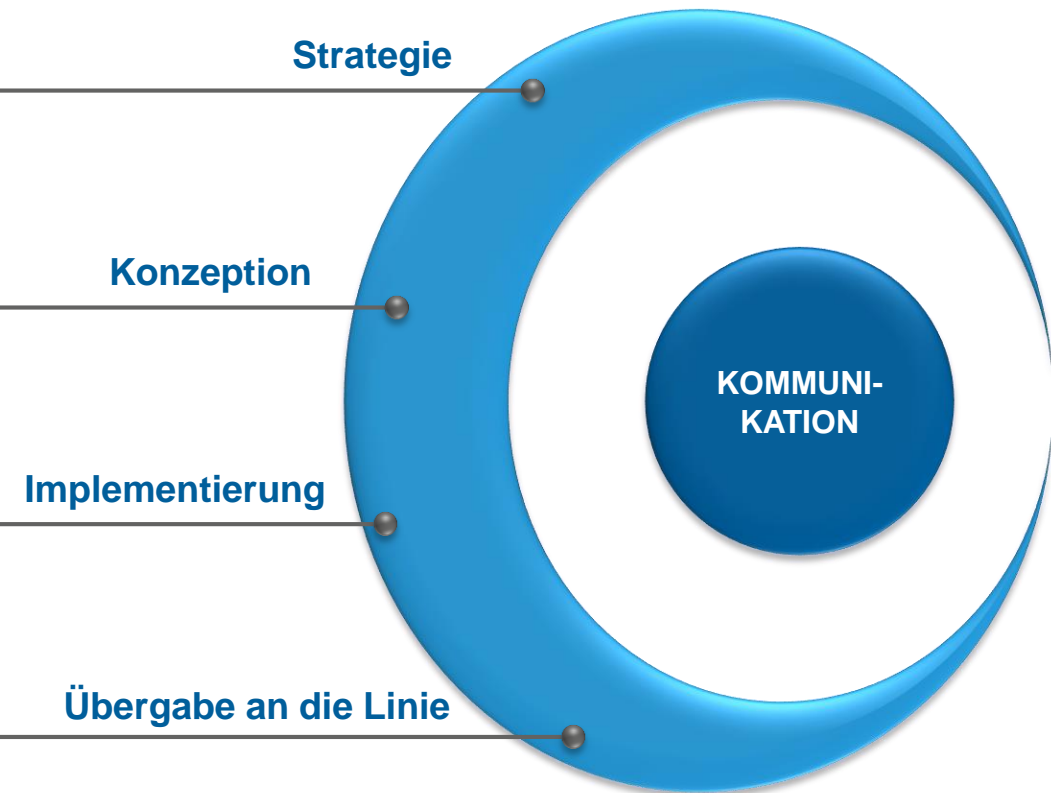 Strategie
Konzeption
KOMMUNI-
KATION
Implementierung
Übergabe an die Linie